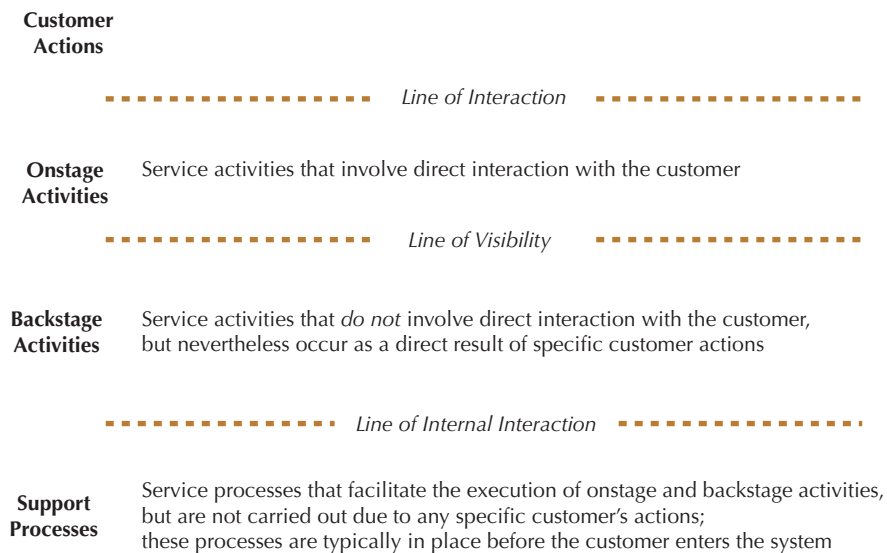 Customer
Actions
Line of Interaction
Onstage
Activities
Service activities that involve direct interaction with the customer
Line of Visibility
Backstage
Activities
Service activities that do not involve direct interaction with the customer,
but nevertheless occur as a direct result of specific customer actions
Line of Internal Interaction
Support
Processes
Service processes that facilitate the execution of onstage and backstage activities,
but are not carried out due to any specific customer’s actions;
these processes are typically in place before the customer enters the system